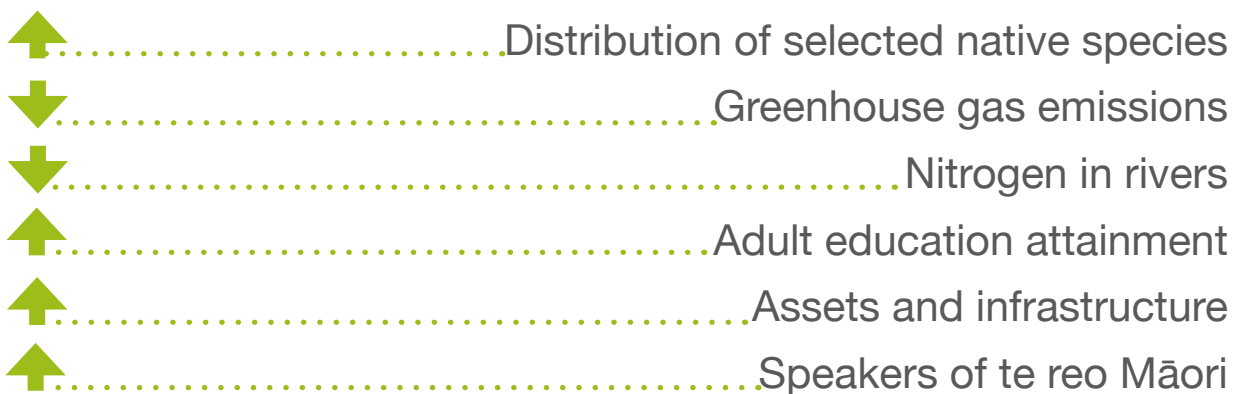 Distribution of selected native species
Greenhouse gas emissions
Nitrogen in rivers
Adult education attainment
Assets and infrastructure
Speakers of te reo Māori